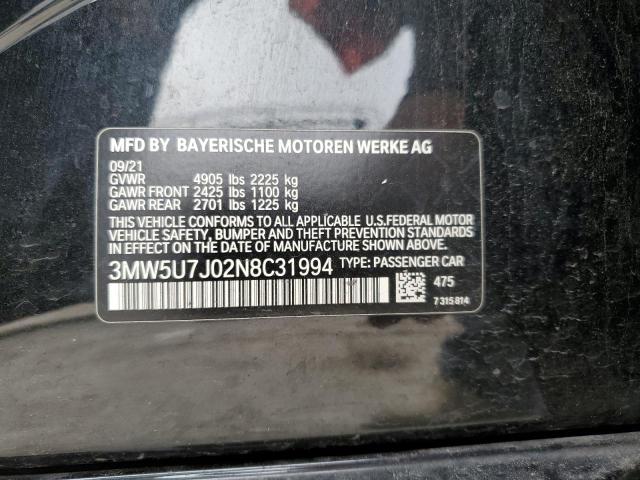 MFD BY BAYERISCHE MOTOREN WERKE AG
09/21
GVWR 4905 lbs 2225 kg
GAWR FRONT 2425 lbs 1100 kg
GAWR REAR 2701 lbs 1225 kg
THIS VEHICLE CONFORMS TO ALL APPLICABLE U.S.FEDERAL MOTOR
VEHICLE SAFETY, BUMPER AND THEFT PREVENTION STANDARDS
IN EFFECT ON THE DATE OF MANUFACTURE SHOWN ABOVE.
3MW5U7J02N8C31994 TYPE: PASSENGER CAR
475
7 315 814